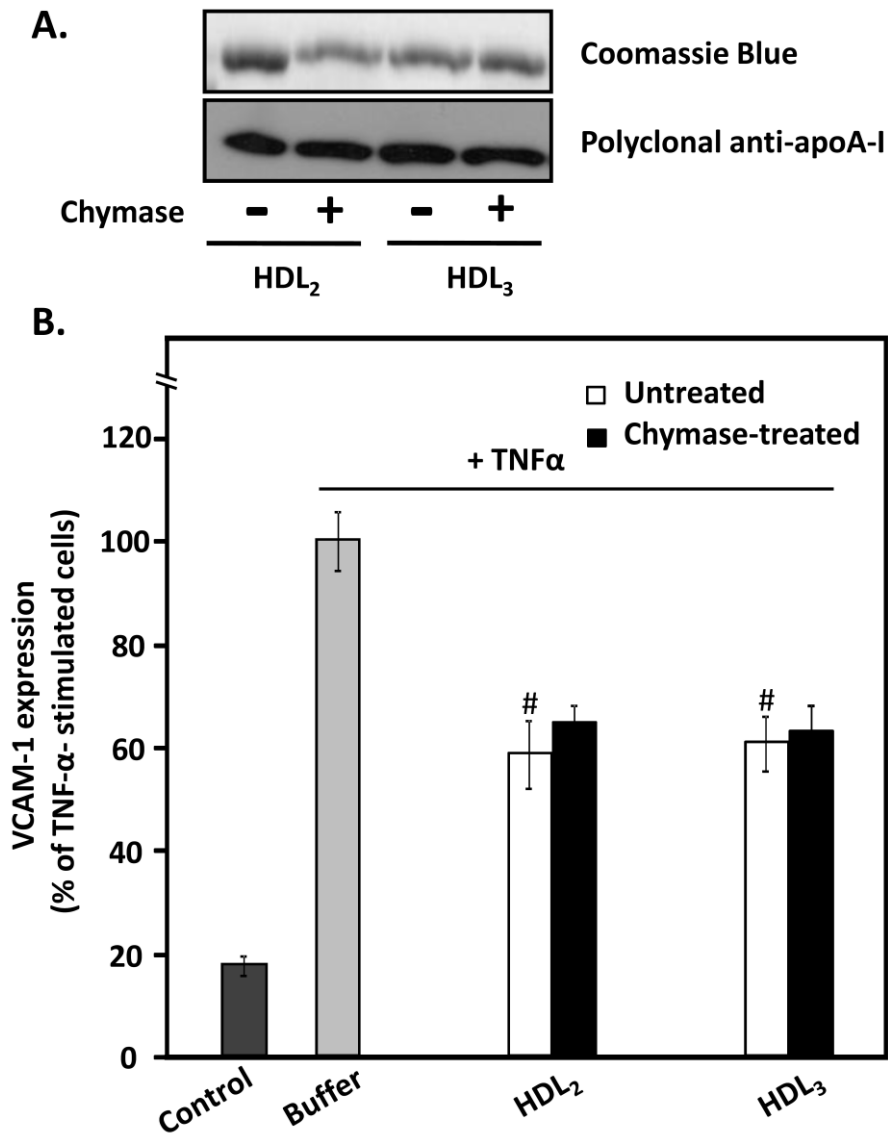 A.
Coomassie Blue
Polyclonal anti-apoA-I
Chymase - + - +
HDL₂ HDL₃
B.
Untreated
Chymase-treated
+ TNFα
120
100
80
60
40
20
0
VCAM-1 expression
(% of TNF-α- stimulated cells)
# #
Control Buffer HDL₂ HDL₃